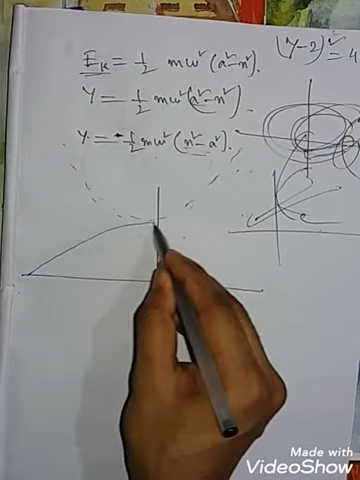 E_K = ½ mω² (a²-x²).
Y = ½ mω² (a²-x²)
Y = -½ mω² (x²-a²).
(Y-2)² = 4
Made with
VideoShow